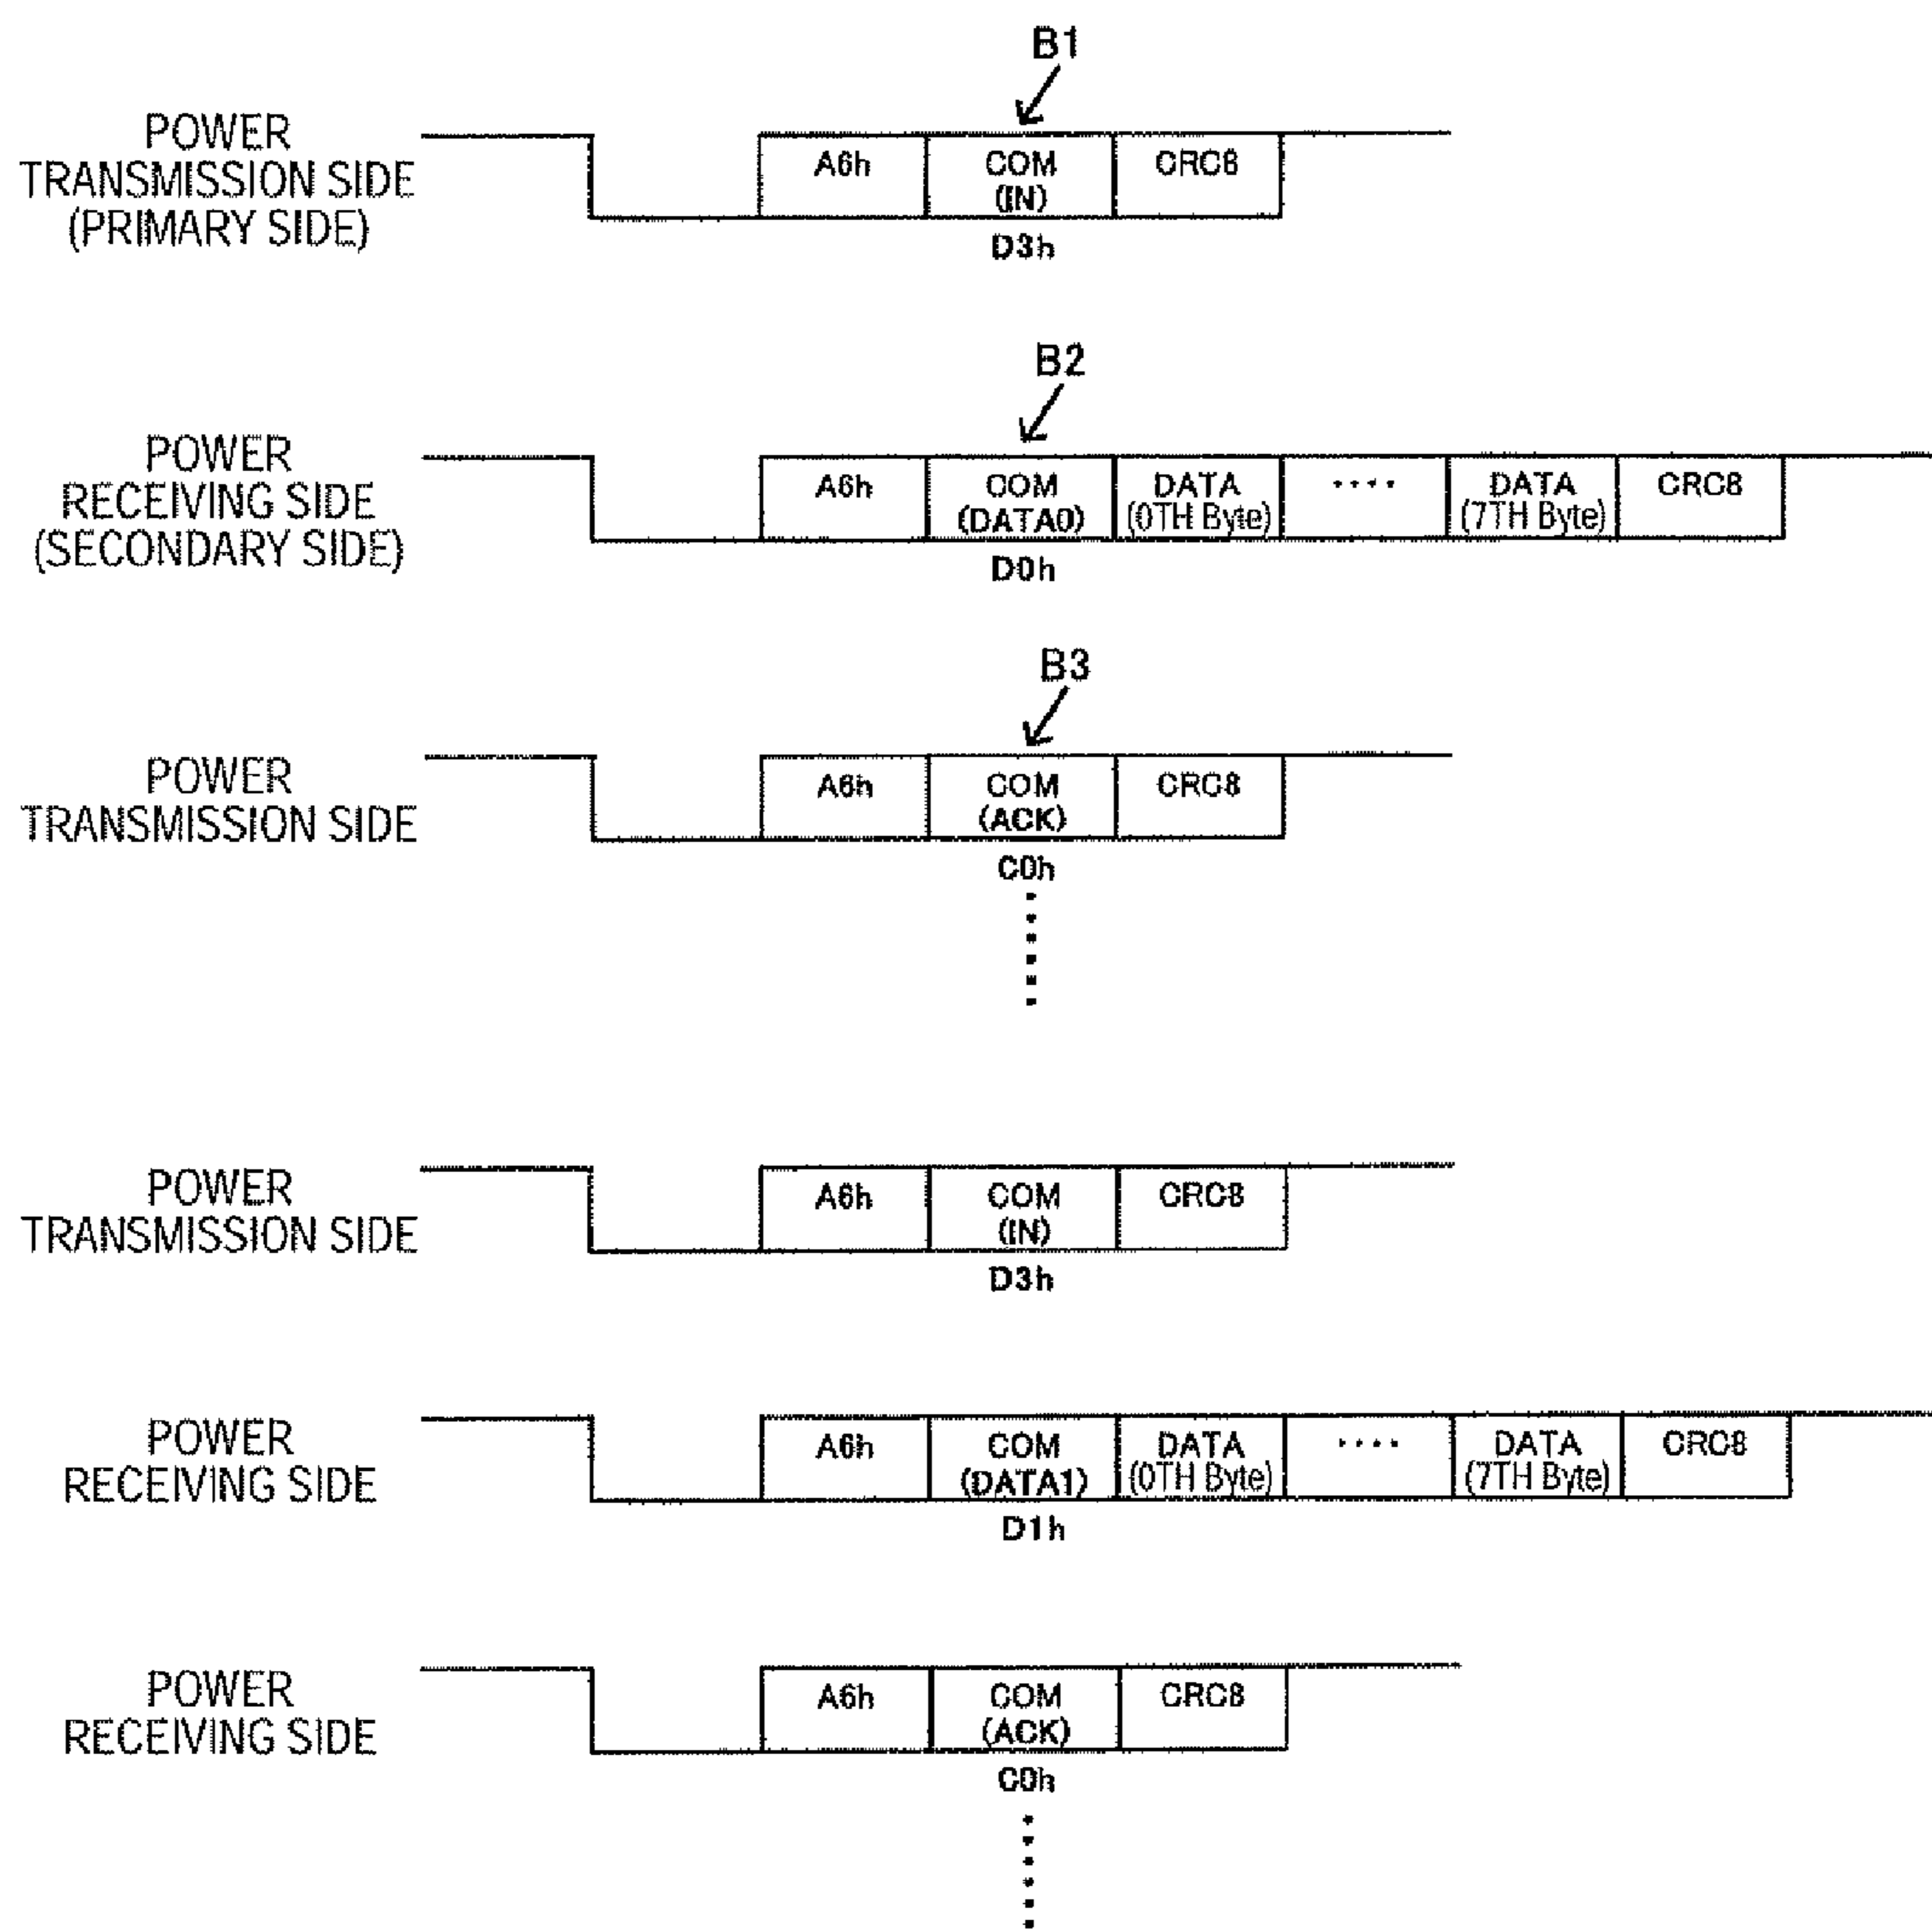 B1
POWER
TRANSMISSION SIDE
(PRIMARY SIDE)
A6h COM CRC8
(IN)
D3h
B2
POWER
RECEIVING SIDE
(SECONDARY SIDE)
A6h COM DATA ···· DATA CRC8
(DATA0) (0TH Byte) (7TH Byte)
D0h
B3
POWER
TRANSMISSION SIDE
A6h COM CRC8
(ACK)
C0h
POWER
TRANSMISSION SIDE
A6h COM CRC8
(IN)
D3h
POWER
RECEIVING SIDE
A6h COM DATA ···· DATA CRC8
(DATA1) (0TH Byte) (7TH Byte)
D1h
POWER
RECEIVING SIDE
A6h COM CRC8
(ACK)
C0h